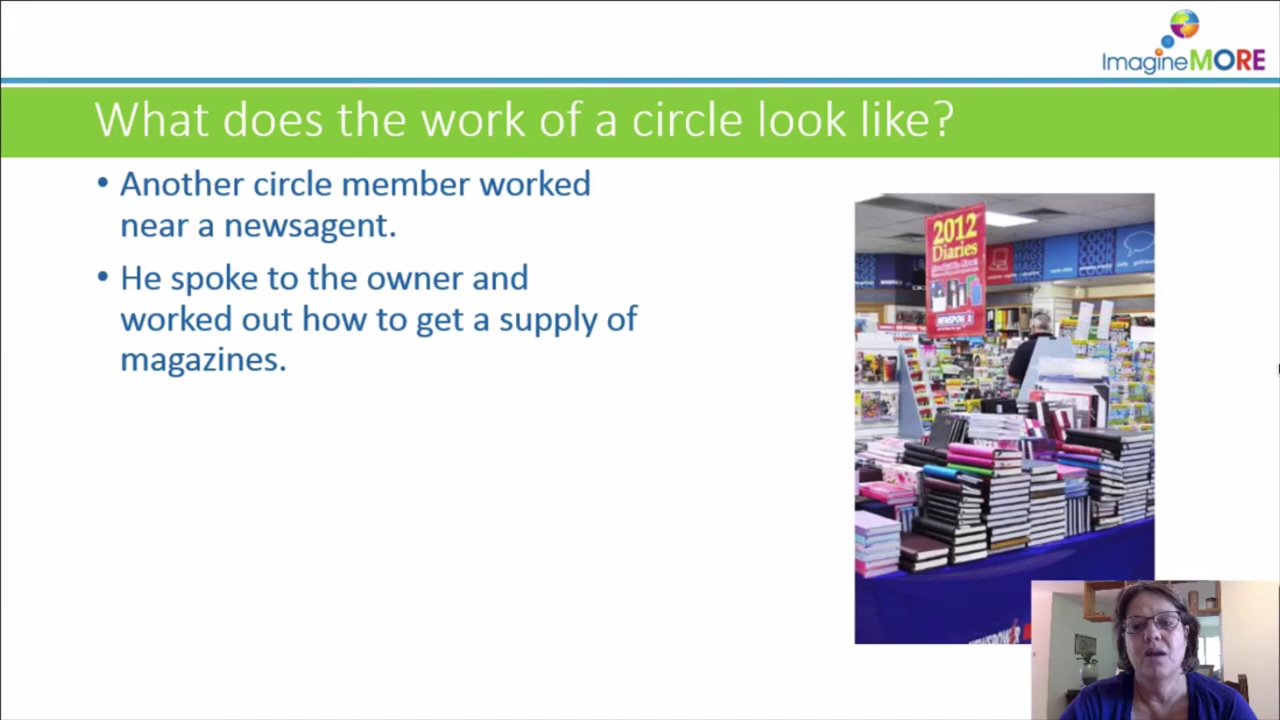 ImagineMORE
What does the work of a circle look like?
• Another circle member worked
near a newsagent.
• He spoke to the owner and
worked out how to get a supply of
magazines.
2012
Diaries